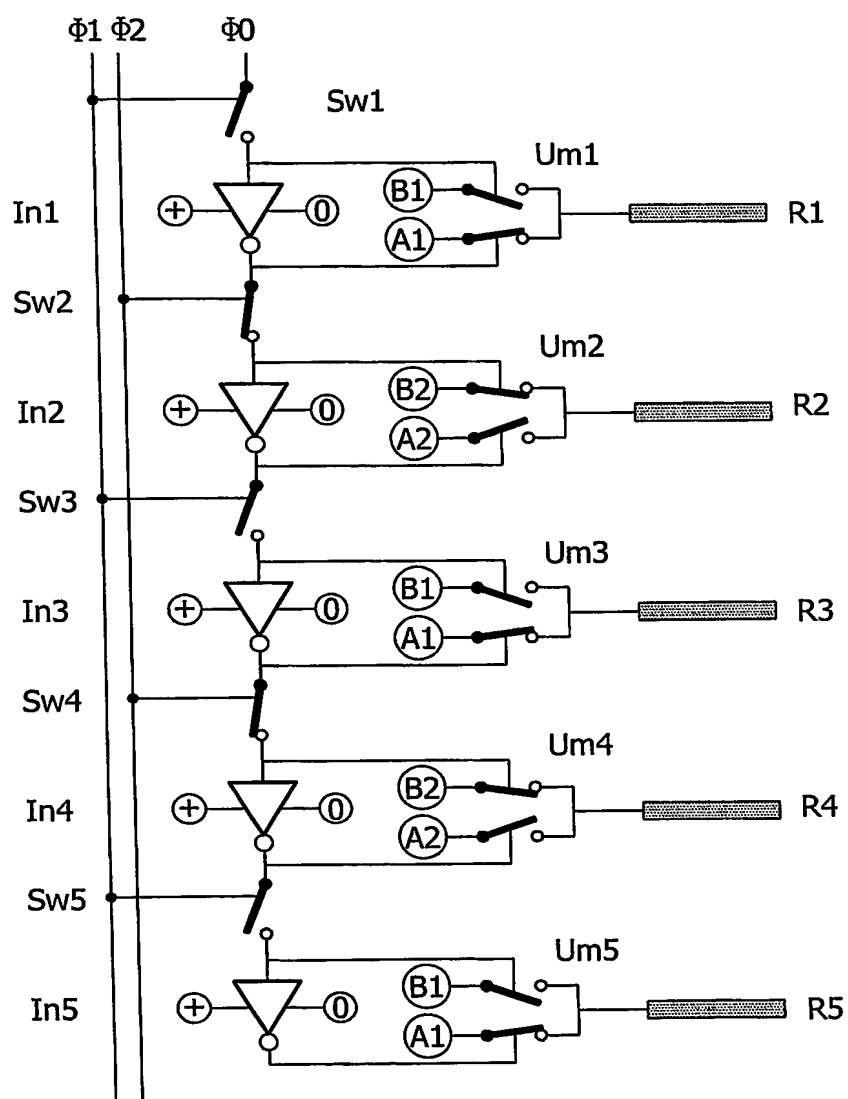 Φ1 Φ2 Φ0
Sw1
Um1
B1
In1 + 0 R1
A1
Sw2
Um2
B2
In2 + 0 R2
A2
Sw3
Um3
B1
In3 + 0 R3
A1
Sw4
Um4
B2
In4 + 0 R4
A2
Sw5
Um5
B1
In5 + 0 R5
A1